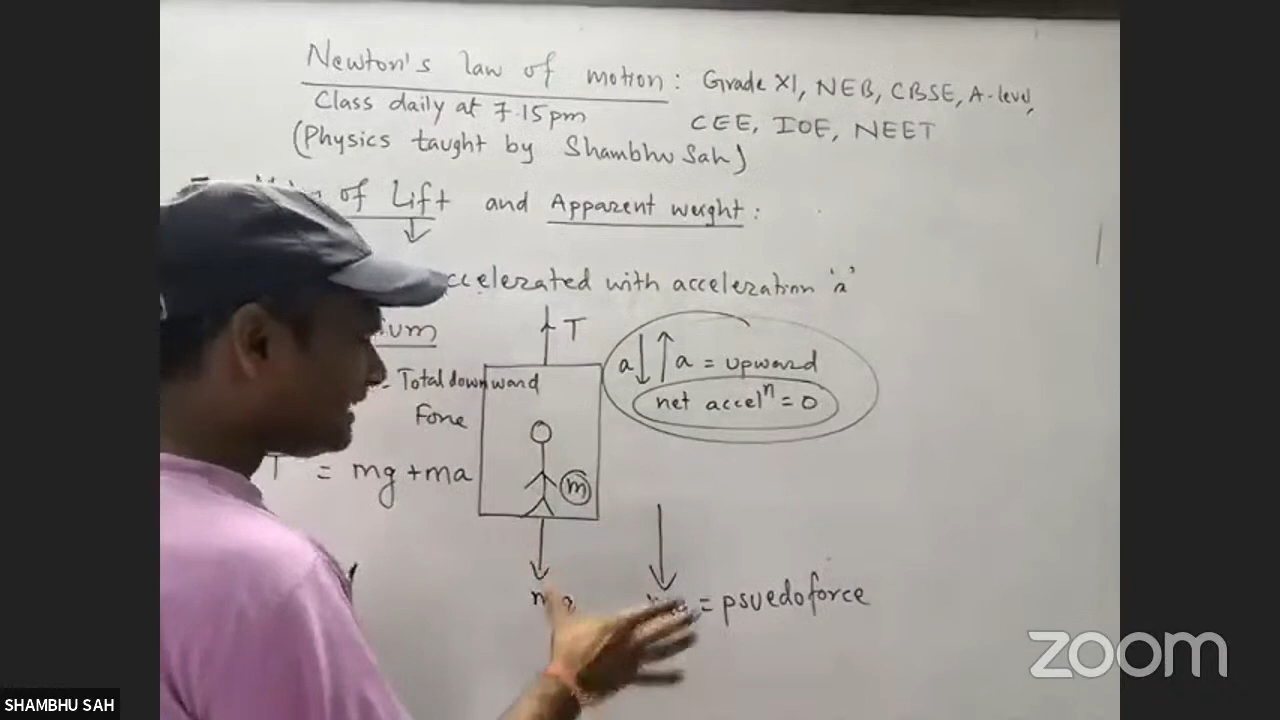 Newton's law of motion : Grade XI, NEB, CBSE, A-level,
Class daily at 7.15pm CEE, IOE, NEET
(Physics taught by Shambhu Sah)
of Lift and Apparent weight :
ccelerated with acceleration 'a'
ium
T
a a = upward
net accelⁿ = 0
Total downward
Force
T = mg + ma
m
= psuedoforce
zoom
SHAMBHU SAH